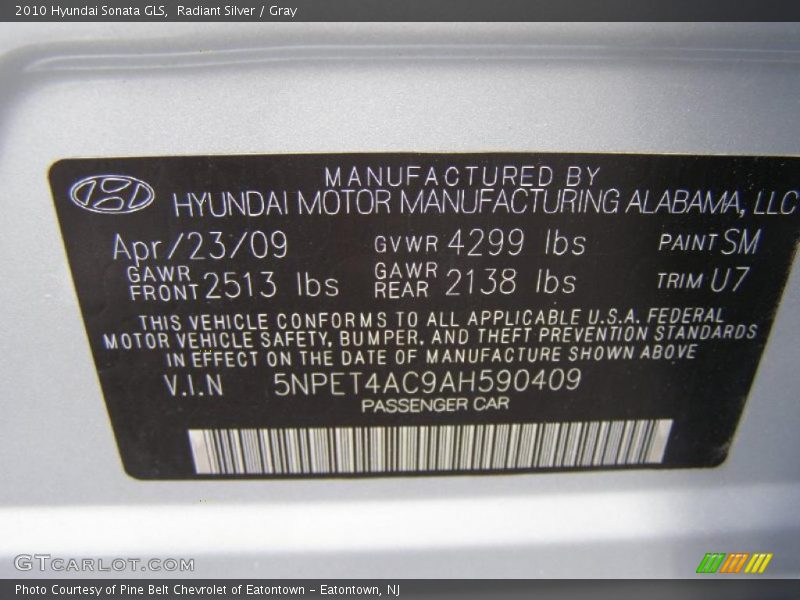 2010 Hyundai Sonata GLS,  Radiant Silver / Gray
MANUFACTURED BY
HYUNDAI MOTOR MANUFACTURING ALABAMA, LLC
Apr/23/09 GVWR 4299 lbs PAINT SM
GAWR FRONT 2513 lbs GAWR REAR 2138 lbs TRIM U7
THIS VEHICLE CONFORMS TO ALL APPLICABLE U.S.A. FEDERAL
MOTOR VEHICLE SAFETY, BUMPER, AND THEFT PREVENTION STANDARDS
IN EFFECT ON THE DATE OF MANUFACTURE SHOWN ABOVE
V.I.N 5NPET4AC9AH590409
PASSENGER CAR
GTCARLOT.COM
Photo Courtesy of Pine Belt Chevrolet of Eatontown – Eatontown, NJ